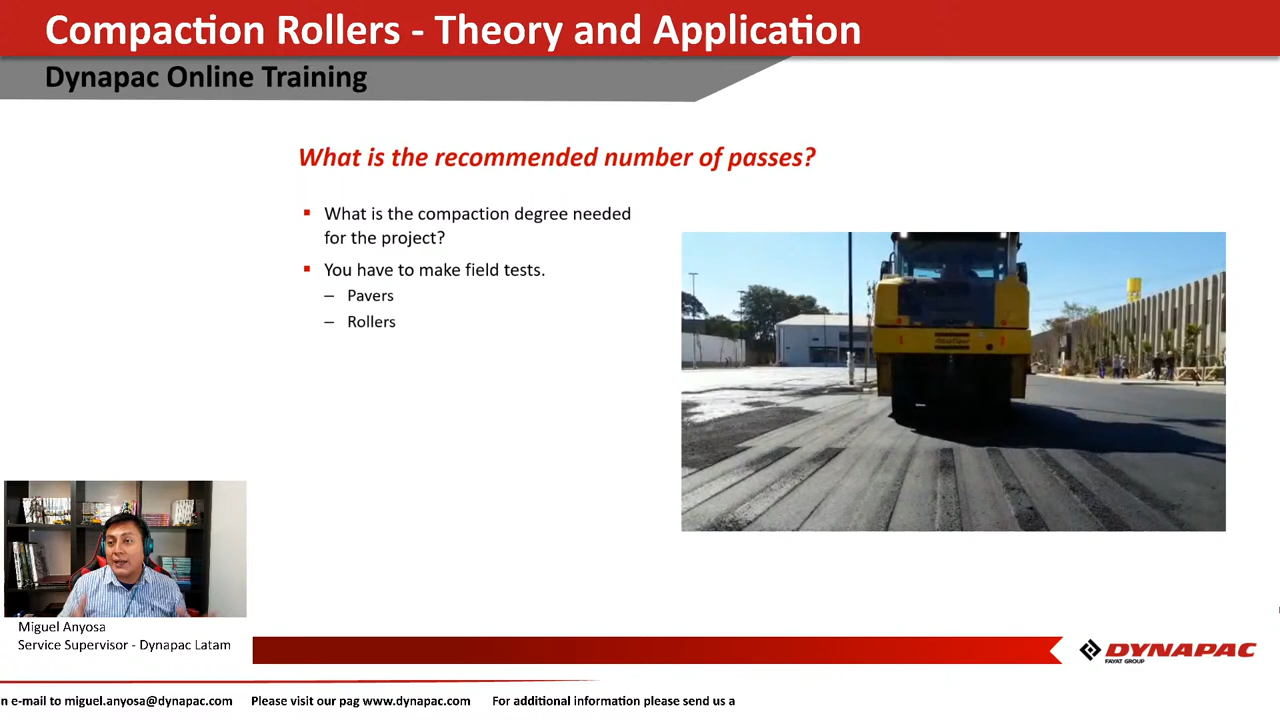 Compaction Rollers - Theory and Application
Dynapac Online Training
What is the recommended number of passes?
What is the compaction degree needed
for the project?
You have to make field tests.
– Pavers
– Rollers
Miguel Anyosa
Service Supervisor - Dynapac Latam
DYNAPAC
FAYAT GROUP
n e-mail to miguel.anyosa@dynapac.com Please visit our pag www.dynapac.com For additional information please send us a